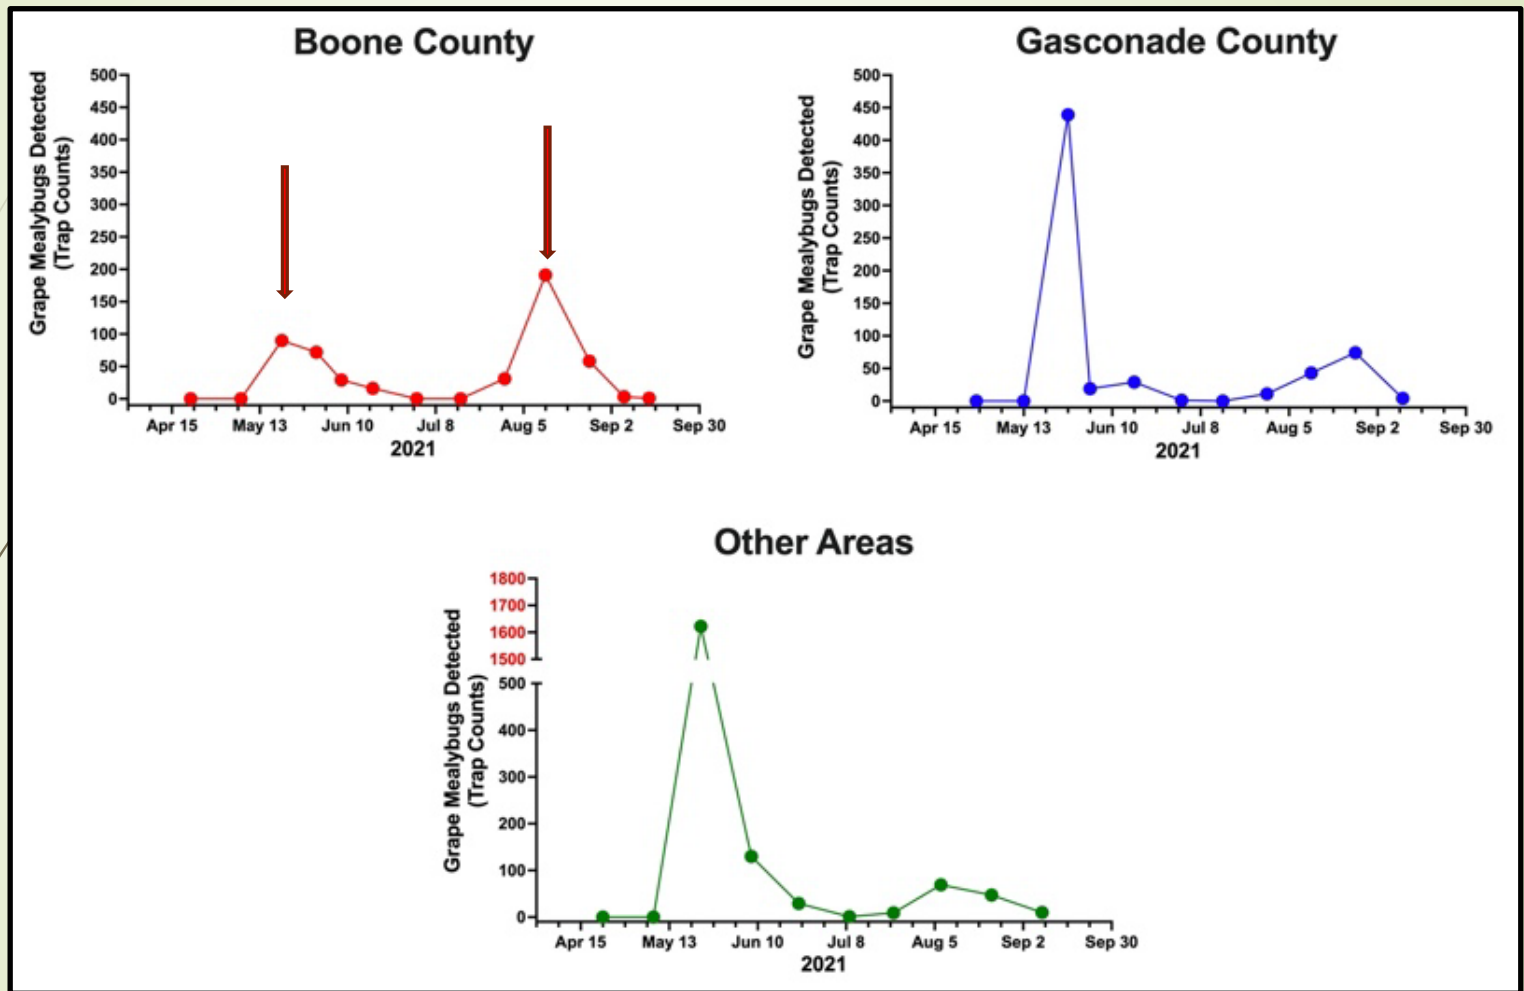 Boone County
Grape Mealybugs Detected
(Trap Counts)
500
450
400
350
300
250
200
150
100
50
0
Apr 15 May 13 Jun 10 Jul 8 Aug 5 Sep 2 Sep 30
2021
Gasconade County
Grape Mealybugs Detected
(Trap Counts)
500
450
400
350
300
250
200
150
100
50
0
Apr 15 May 13 Jun 10 Jul 8 Aug 5 Sep 2 Sep 30
2021
Other Areas
Grape Mealybugs Detected
(Trap Counts)
1800
1700
1600
1500
500
400
300
200
100
0
Apr 15 May 13 Jun 10 Jul 8 Aug 5 Sep 2 Sep 30
2021